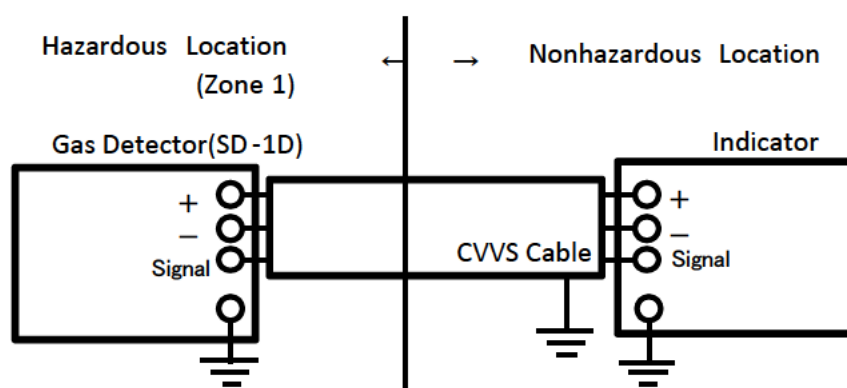 Hazardous Location
(Zone 1)
← →
Nonhazardous Location
Gas Detector(SD-1D)
Indicator
+
−
Signal
CVVS Cable
+
−
Signal